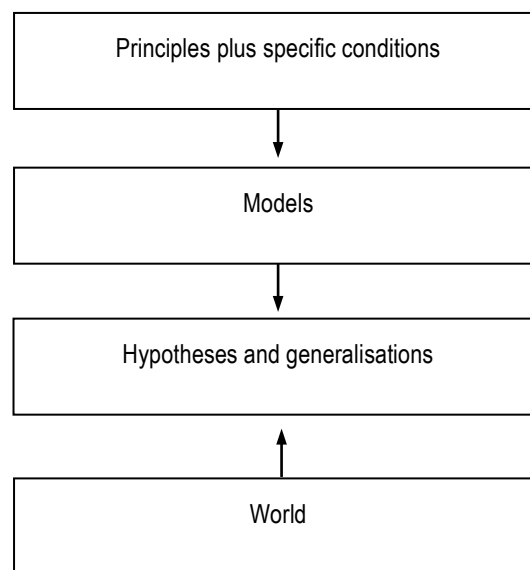 Principles plus specific conditions
Models
Hypotheses and generalisations
World